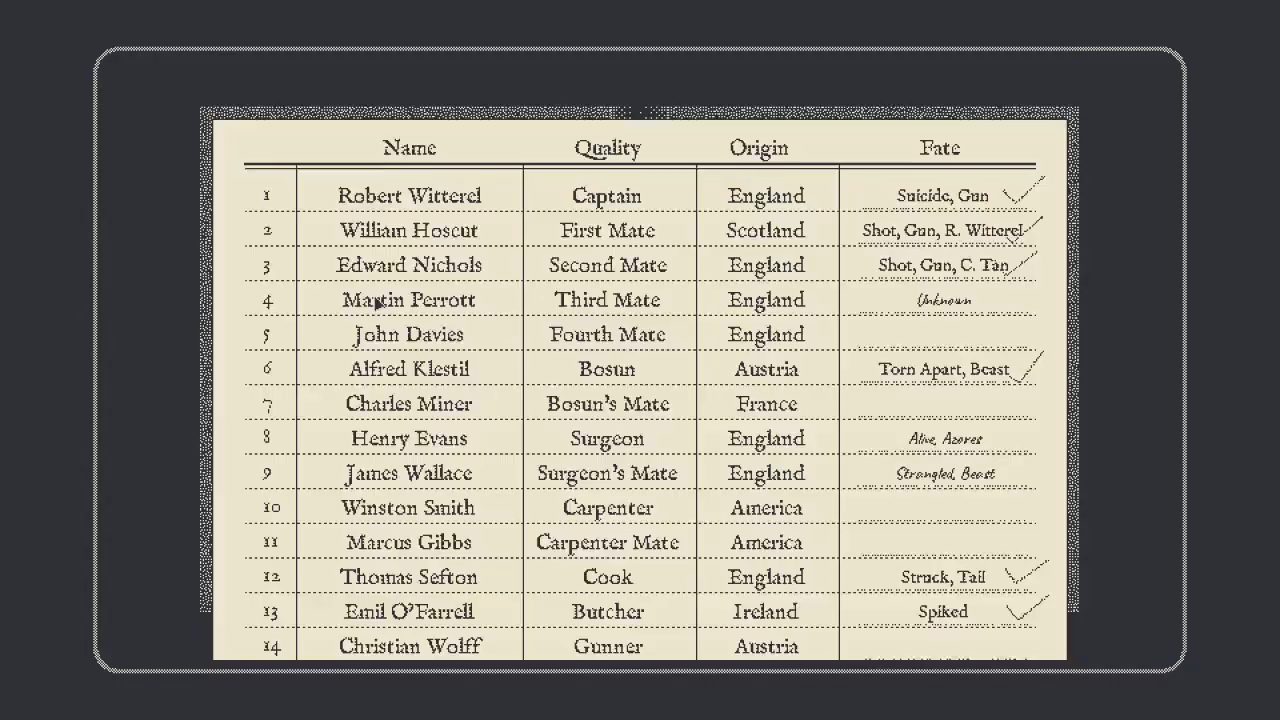 Name Quality Origin Fate
1 Robert Witterel Captain England Suicide, Gun
2 William Hoscut First Mate Scotland Shot, Gun, R. Witterel
3 Edward Nichols Second Mate England Shot, Gun, C. Tan
4 Martin Perrott Third Mate England Unknown
5 John Davies Fourth Mate England
6 Alfred Klestil Bosun Austria Torn Apart, Beast
7 Charles Miner Bosun's Mate France
8 Henry Evans Surgeon England Alive, Azores
9 James Wallace Surgeon's Mate England Strangled, Beast
10 Winston Smith Carpenter America
11 Marcus Gibbs Carpenter Mate America
12 Thomas Sefton Cook England Struck, Tail
13 Emil O'Farrell Butcher Ireland Spiked
14 Christian Wolff Gunner Austria